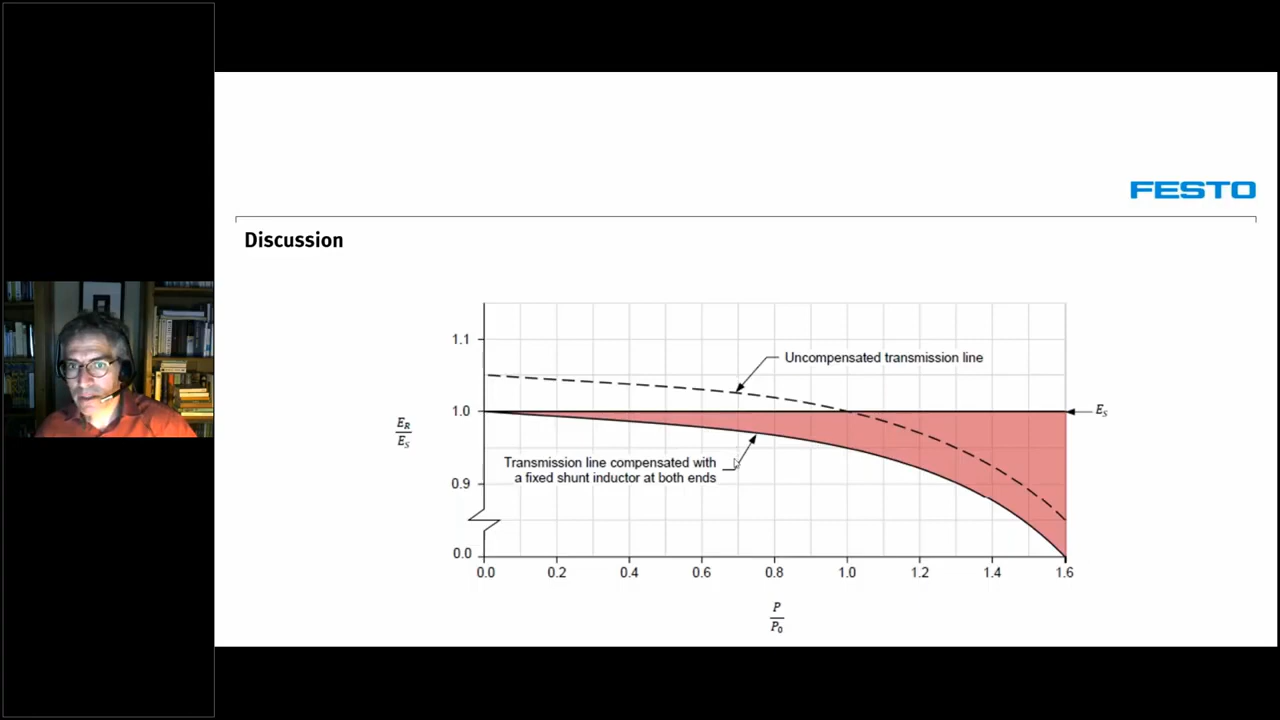 FESTO
Discussion
1.1
1.0
0.9
0.0
E_R
E_S
Uncompensated transmission line
E_S
Transmission line compensated with
a fixed shunt inductor at both ends
0.0 0.2 0.4 0.6 0.8 1.0 1.2 1.4 1.6
P
P_0